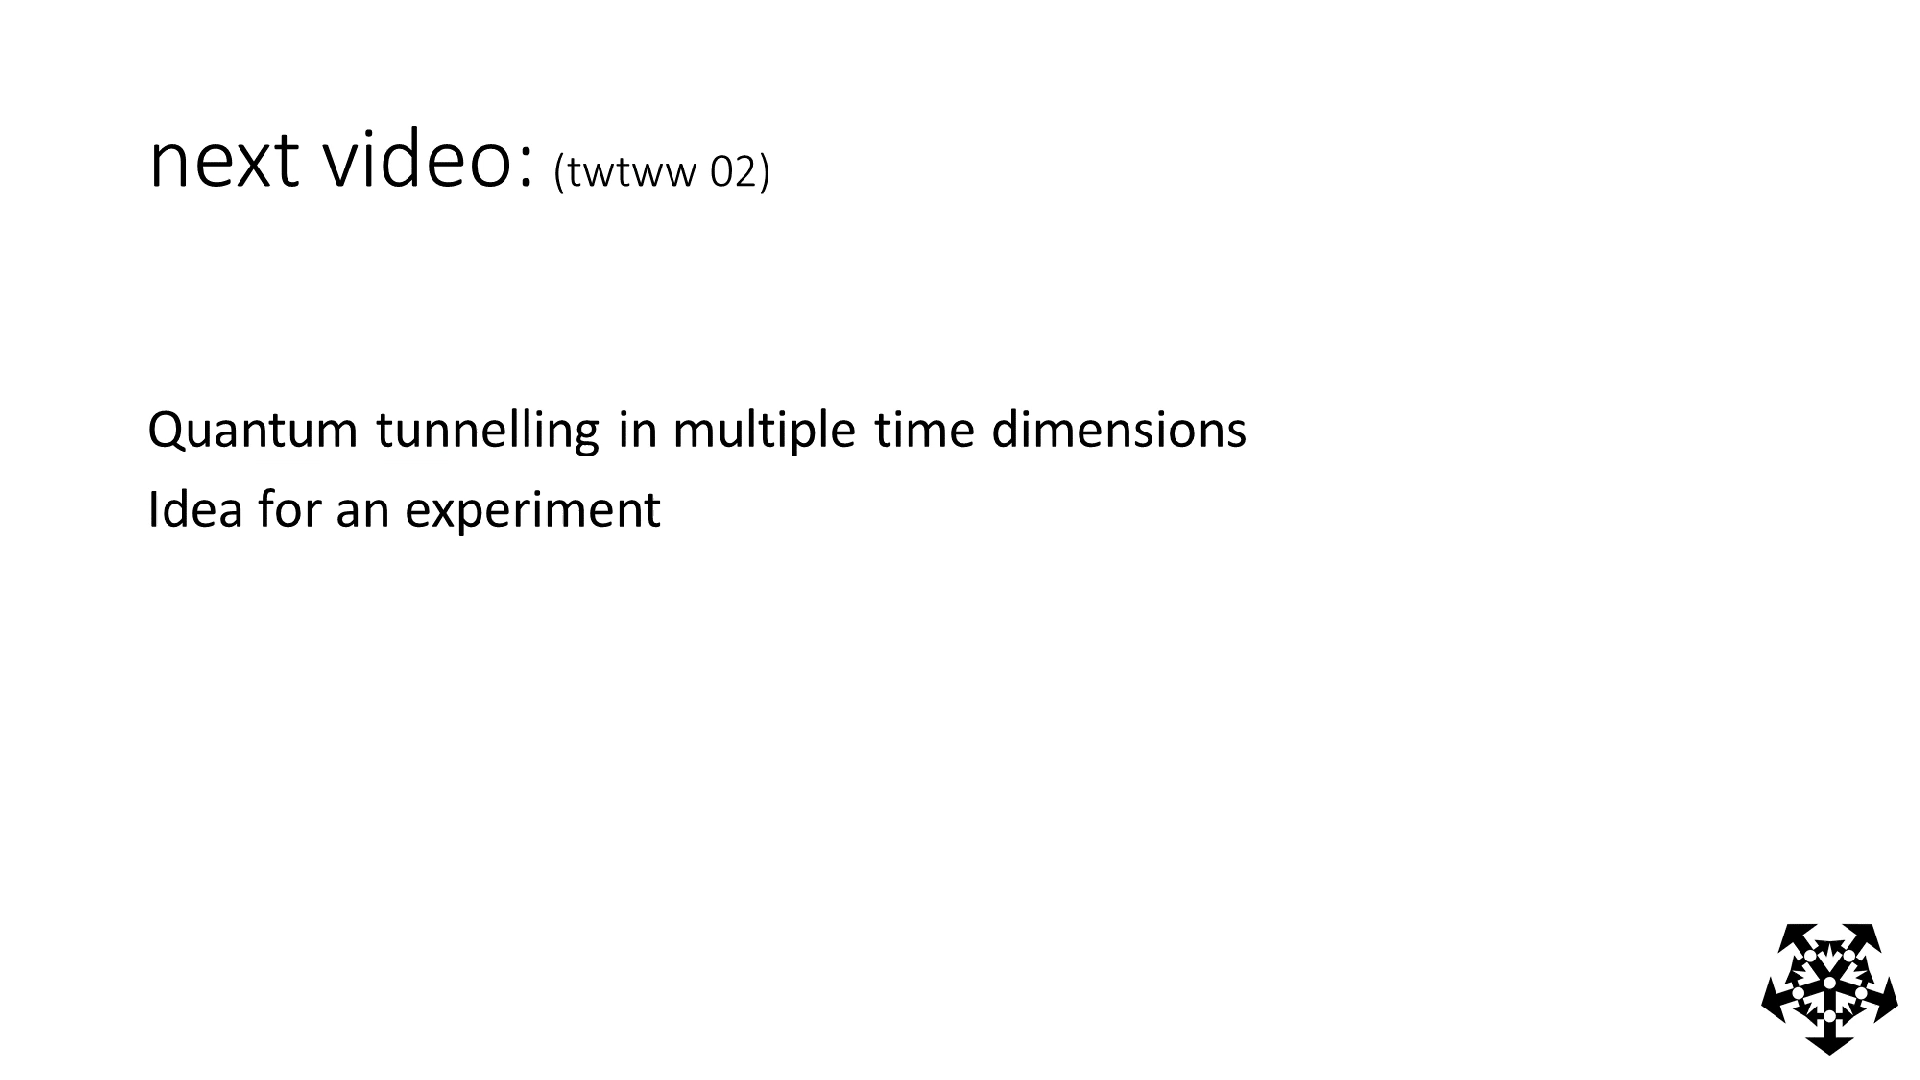 next video: (twtww 02)
Quantum tunnelling in multiple time dimensions
Idea for an experiment